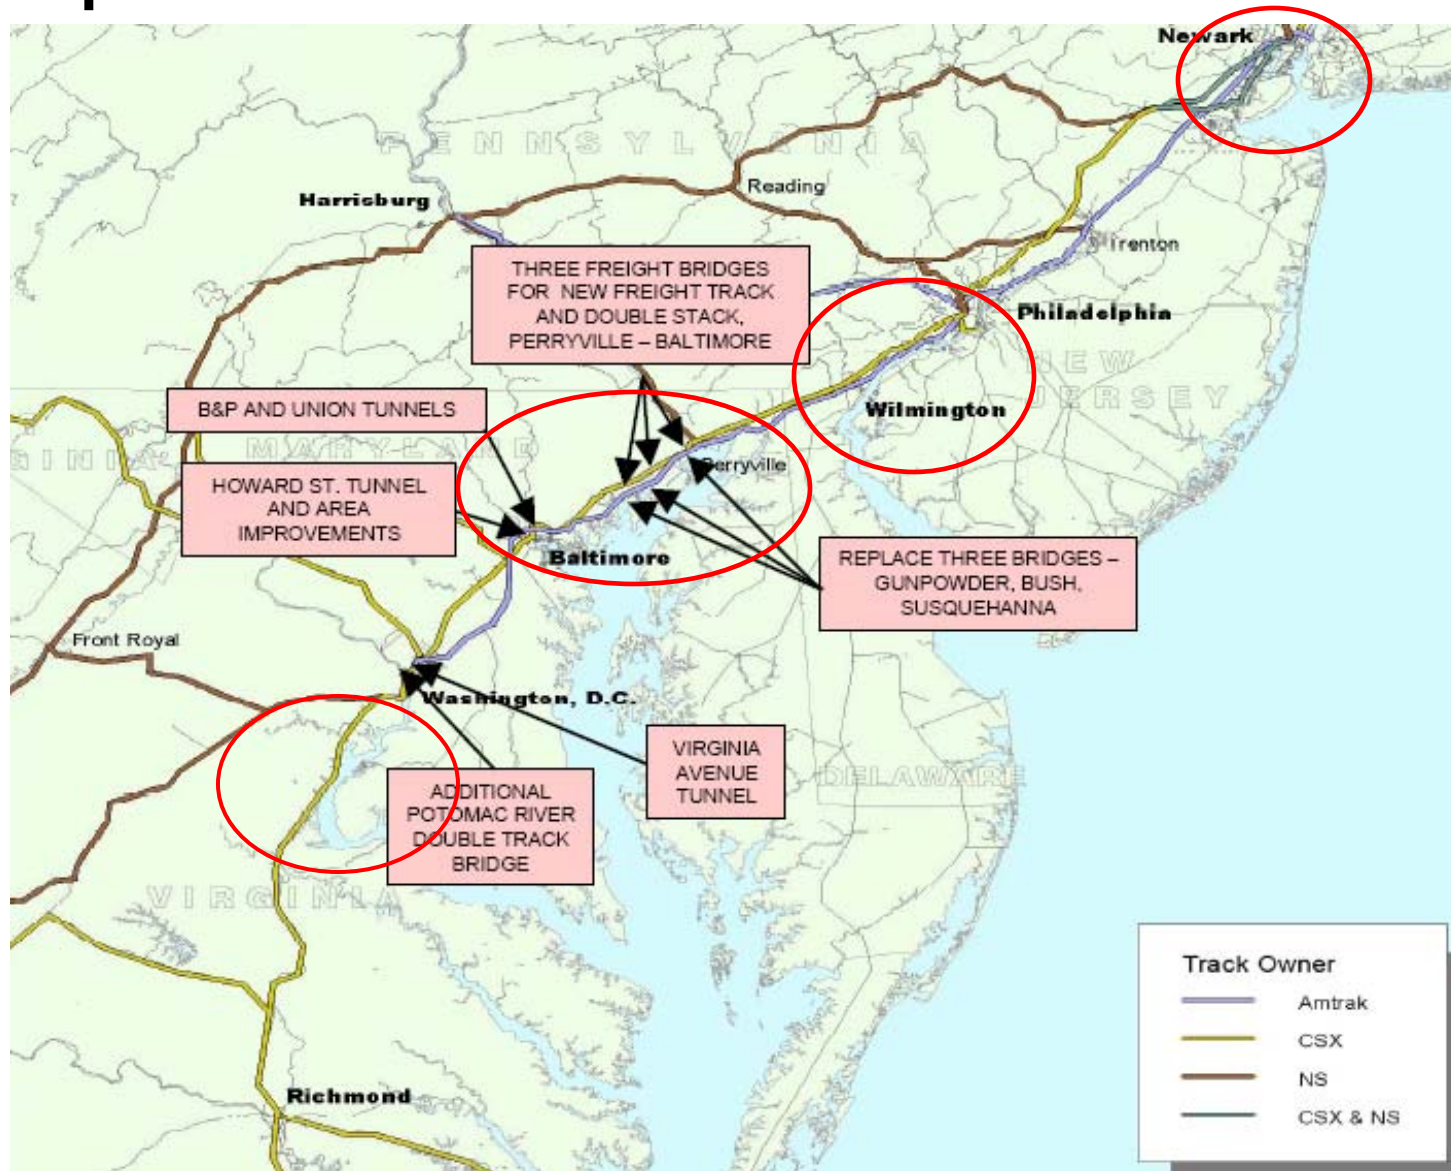 Newark
PENNSYLVANIA
Reading
Harrisburg
Trenton
THREE FREIGHT BRIDGES
FOR NEW FREIGHT TRACK
AND DOUBLE STACK,
PERRYVILLE – BALTIMORE
Philadelphia
NEW
JERSEY
B&P AND UNION TUNNELS
Wilmington
MARYLAND
Perryville
HOWARD ST. TUNNEL
AND AREA
IMPROVEMENTS
Baltimore
REPLACE THREE BRIDGES –
GUNPOWDER, BUSH,
SUSQUEHANNA
Front Royal
Washington, D.C.
VIRGINIA
AVENUE
TUNNEL
DELAWARE
ADDITIONAL
POTOMAC RIVER
DOUBLE TRACK
BRIDGE
VIRGINIA
Track Owner
Amtrak
CSX
NS
CSX & NS
Richmond